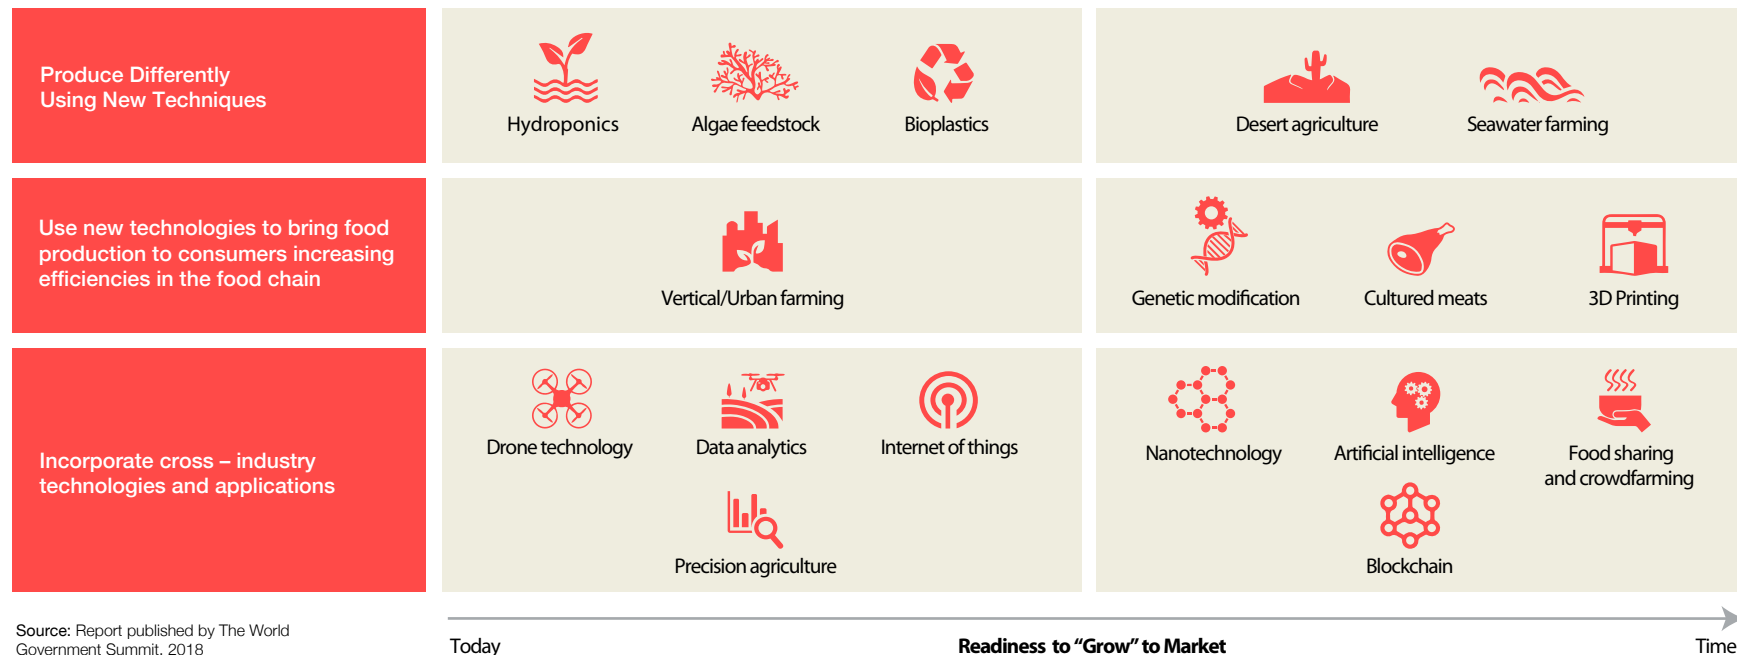 Produce Differently
Using New Techniques
Hydroponics
Algae feedstock
Bioplastics
Desert agriculture
Seawater farming
Use new technologies to bring food
production to consumers increasing
efficiencies in the food chain
Vertical/Urban farming
Genetic modification
Cultured meats
3D Printing
Incorporate cross – industry
technologies and applications
Drone technology
Data analytics
Internet of things
Precision agriculture
Nanotechnology
Artificial intelligence
Food sharing
and crowdfarming
Blockchain
Source: Report published by The World
Government Summit, 2018
Today
Readiness to “Grow” to Market
Time